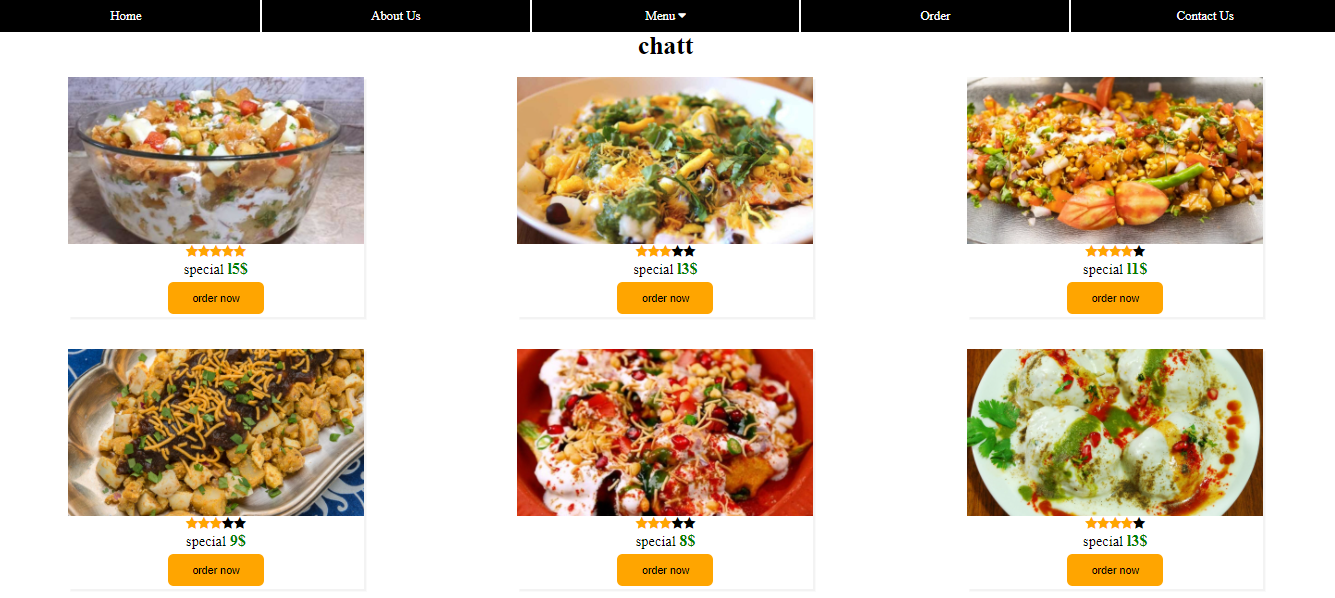 Home About Us Menu Order Contact Us
chatt
special 15$ special 13$ special 11$
order now order now order now
special 9$ special 8$ special 13$
order now order now order now